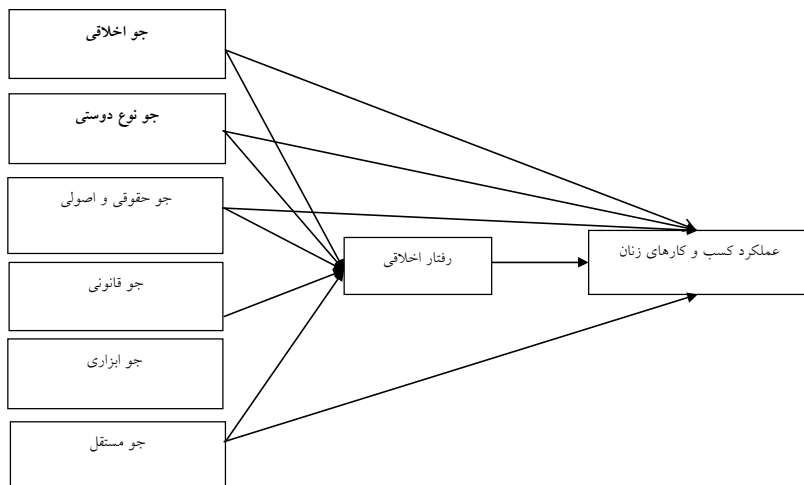 جو اخلاقی
جو نوع دوستی
جو حقوقی و اصولی
رفتار اخلاقی
عملکرد کسب و کارهای زنان
جو قانونی
جو ابزاری
جو مستقل